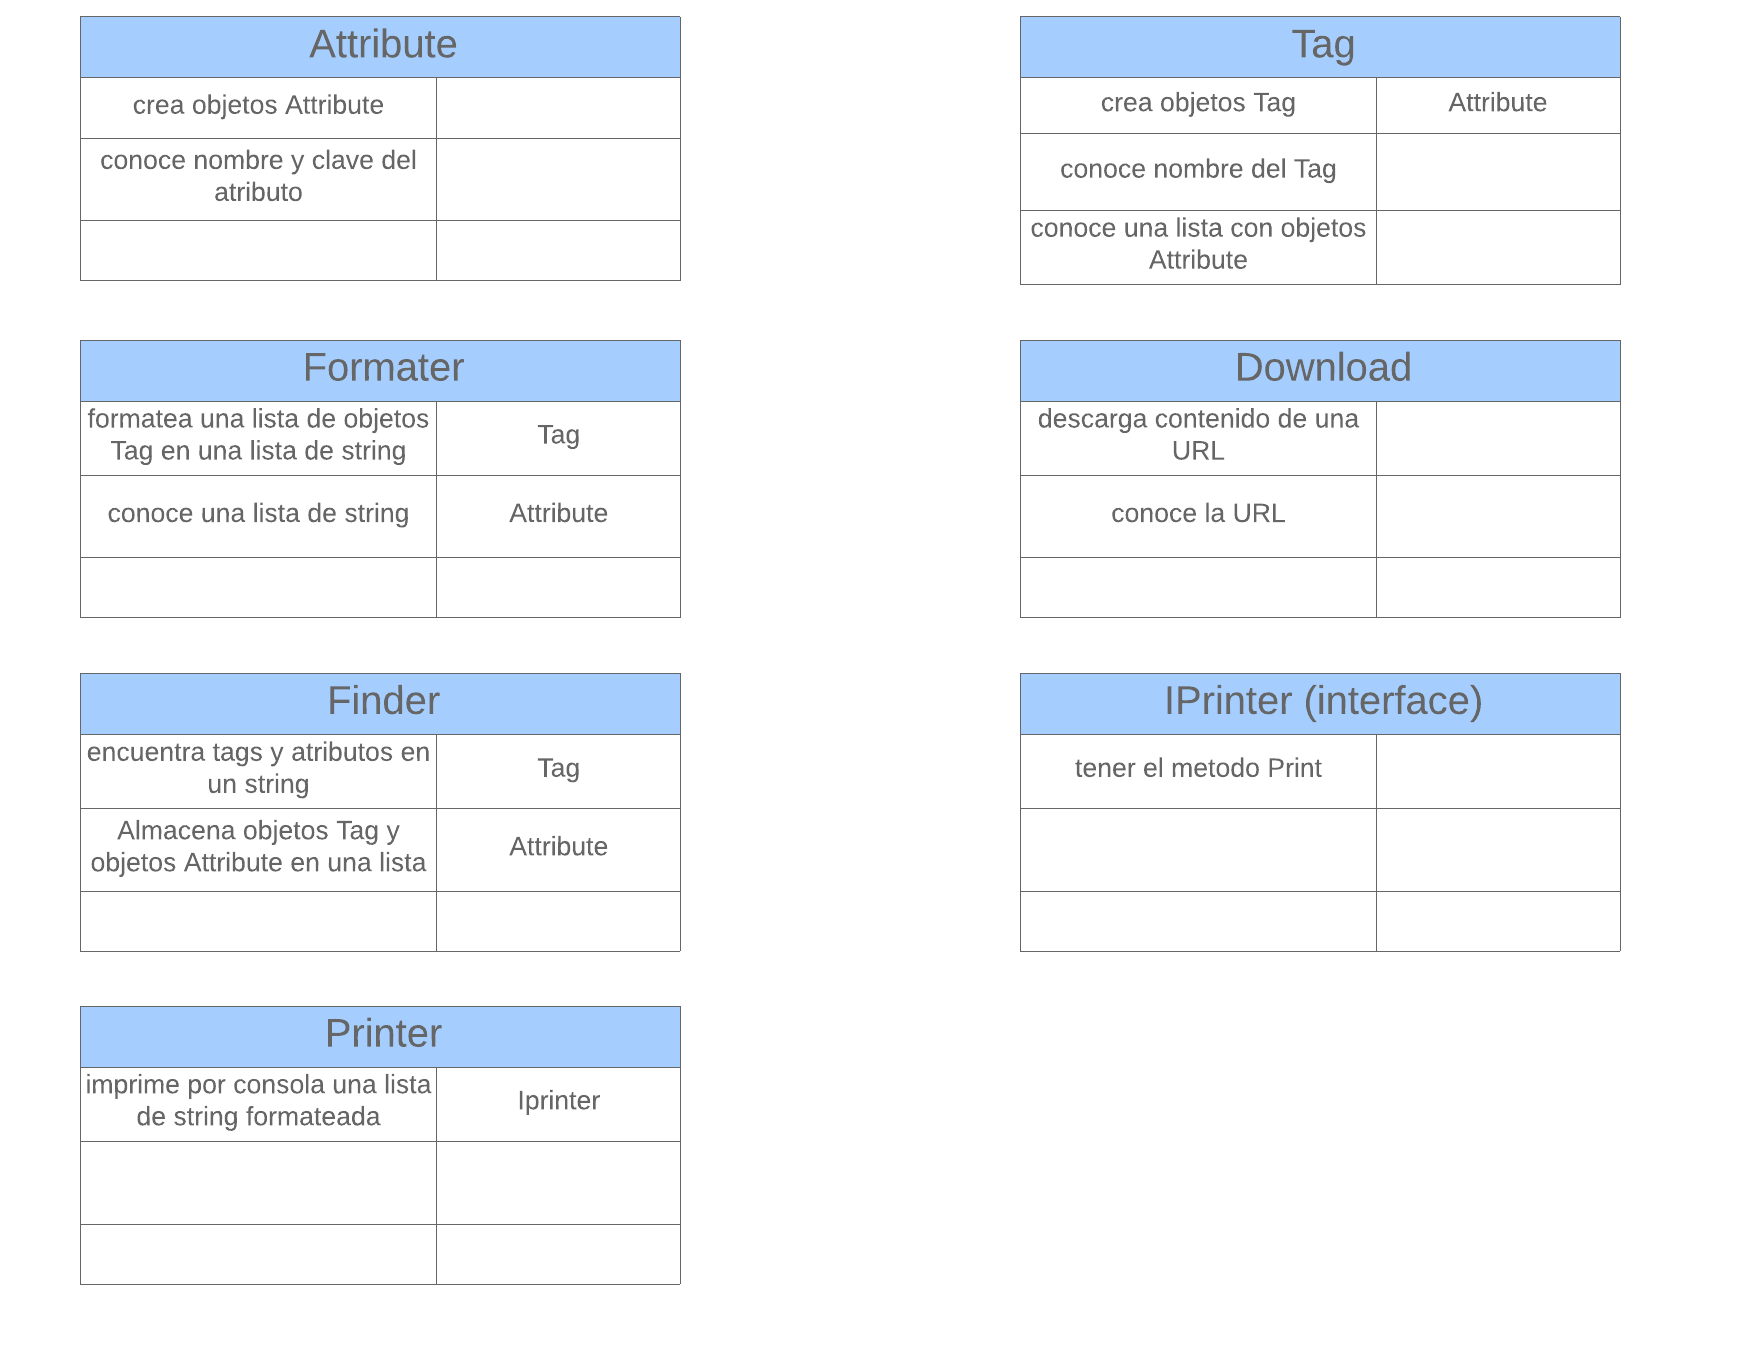 Attribute
crea objetos Attribute
conoce nombre y clave del
atributo
Tag
crea objetos Tag
Attribute
conoce nombre del Tag
conoce una lista con objetos
Attribute
Formater
formatea una lista de objetos
Tag en una lista de string
Tag
conoce una lista de string
Attribute
Download
descarga contenido de una
URL
conoce la URL
Finder
encuentra tags y atributos en
un string
Tag
Almacena objetos Tag y
objetos Attribute en una lista
Attribute
IPrinter (interface)
tener el metodo Print
Printer
imprime por consola una lista
de string formateada
Iprinter